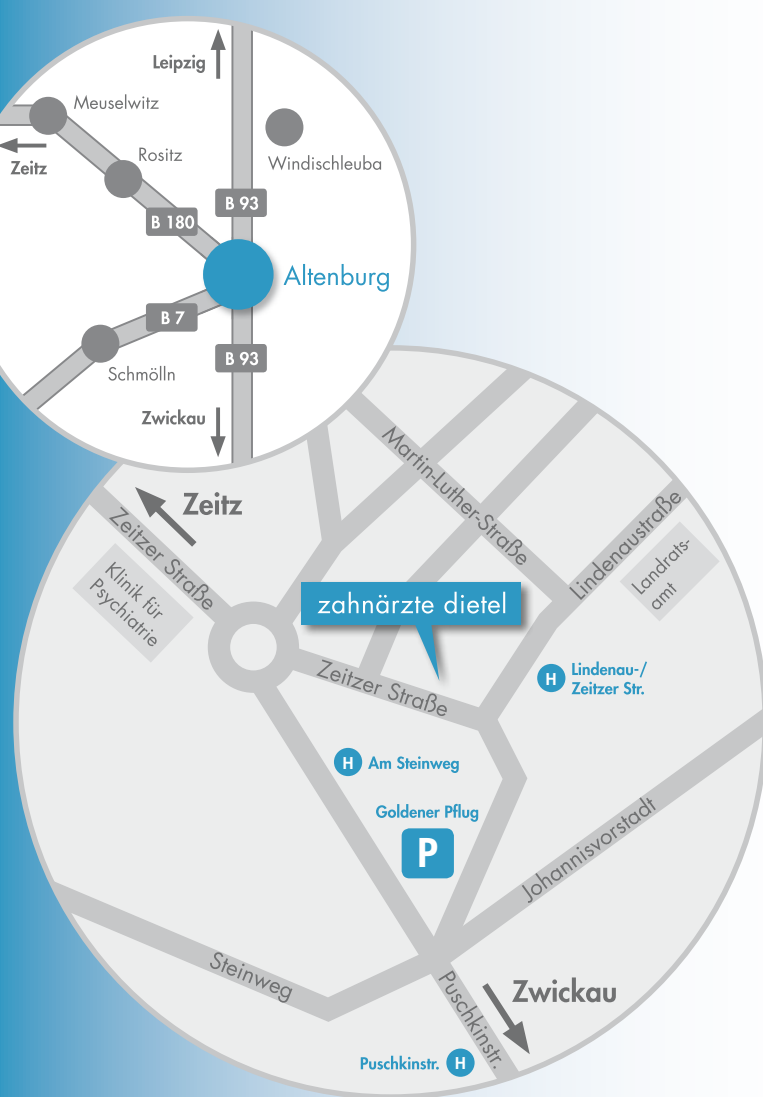 Leipzig
Meuselwitz
Zeitz
Rositz
Windischleuba
B 93
B 180
Altenburg
B 7
B 93
Schmölln
Zwickau
Martin-Luther-Straße
Zeitz
Zeitzer Straße
Lindenaustraße
Landrats-
amt
Klinik für
Psychiatrie
zahnärzte dietel
Zeitzer Straße
H
Lindenau-/
Zeitzer Str.
H Am Steinweg
Goldener Pflug
P
Johannisvorstadt
Steinweg
Puschkinstr.
Zwickau
Puschkinstr. H